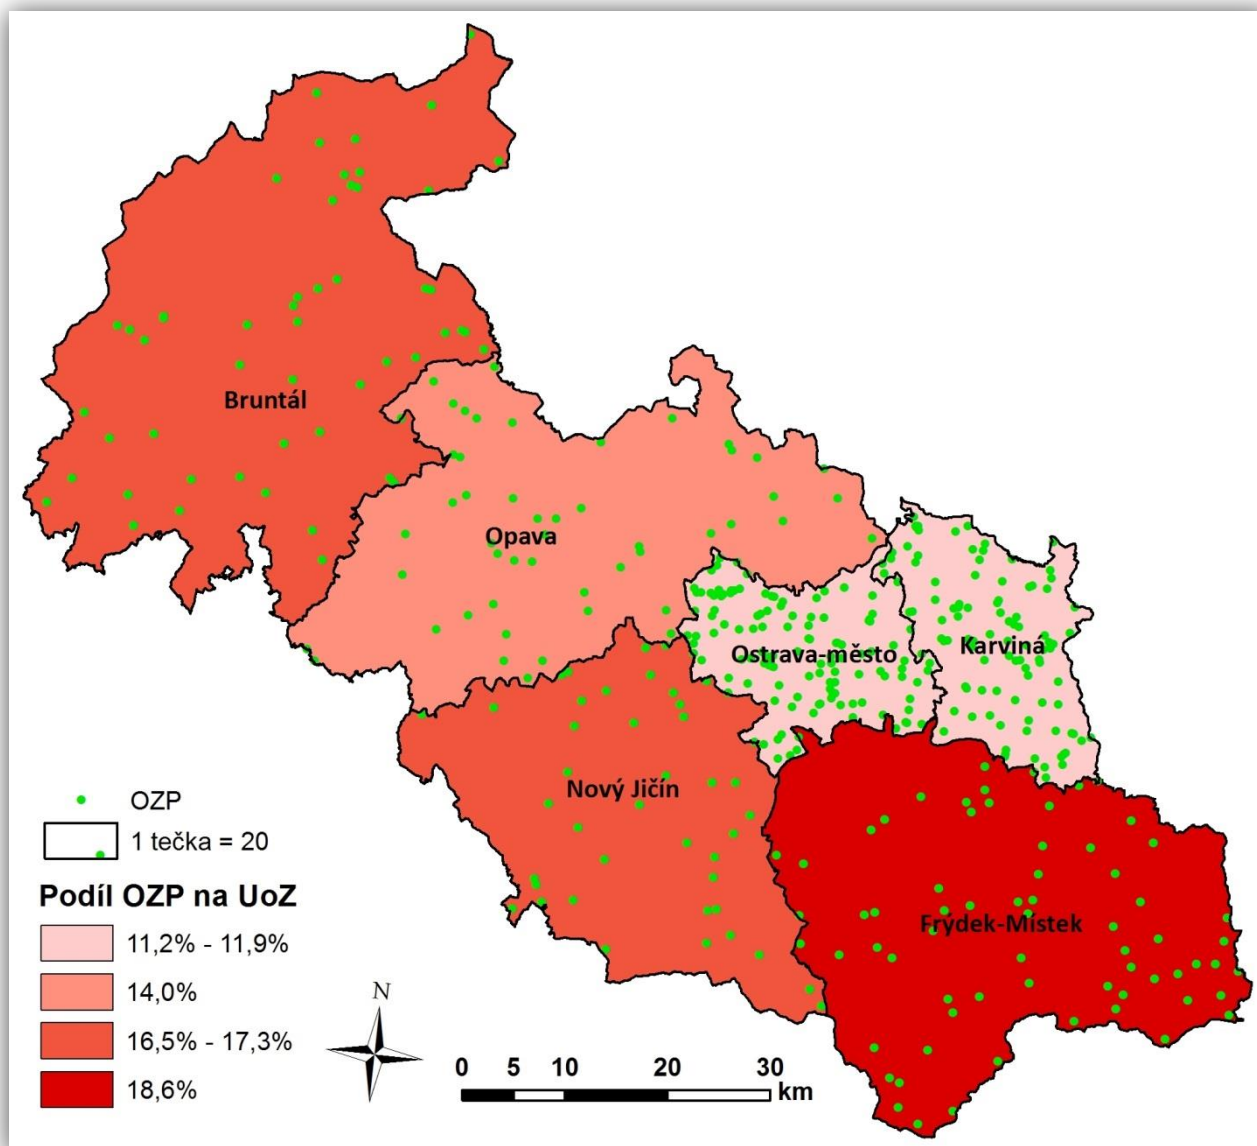 Bruntál
Opava
Ostrava-město
Karviná
Nový Jičín
Frýdek-Místek
OZP
1 tečka = 20
Podíl OZP na UoZ
11,2% - 11,9%
14,0%
16,5% - 17,3%
18,6%
N
0 5 10 20 30
km